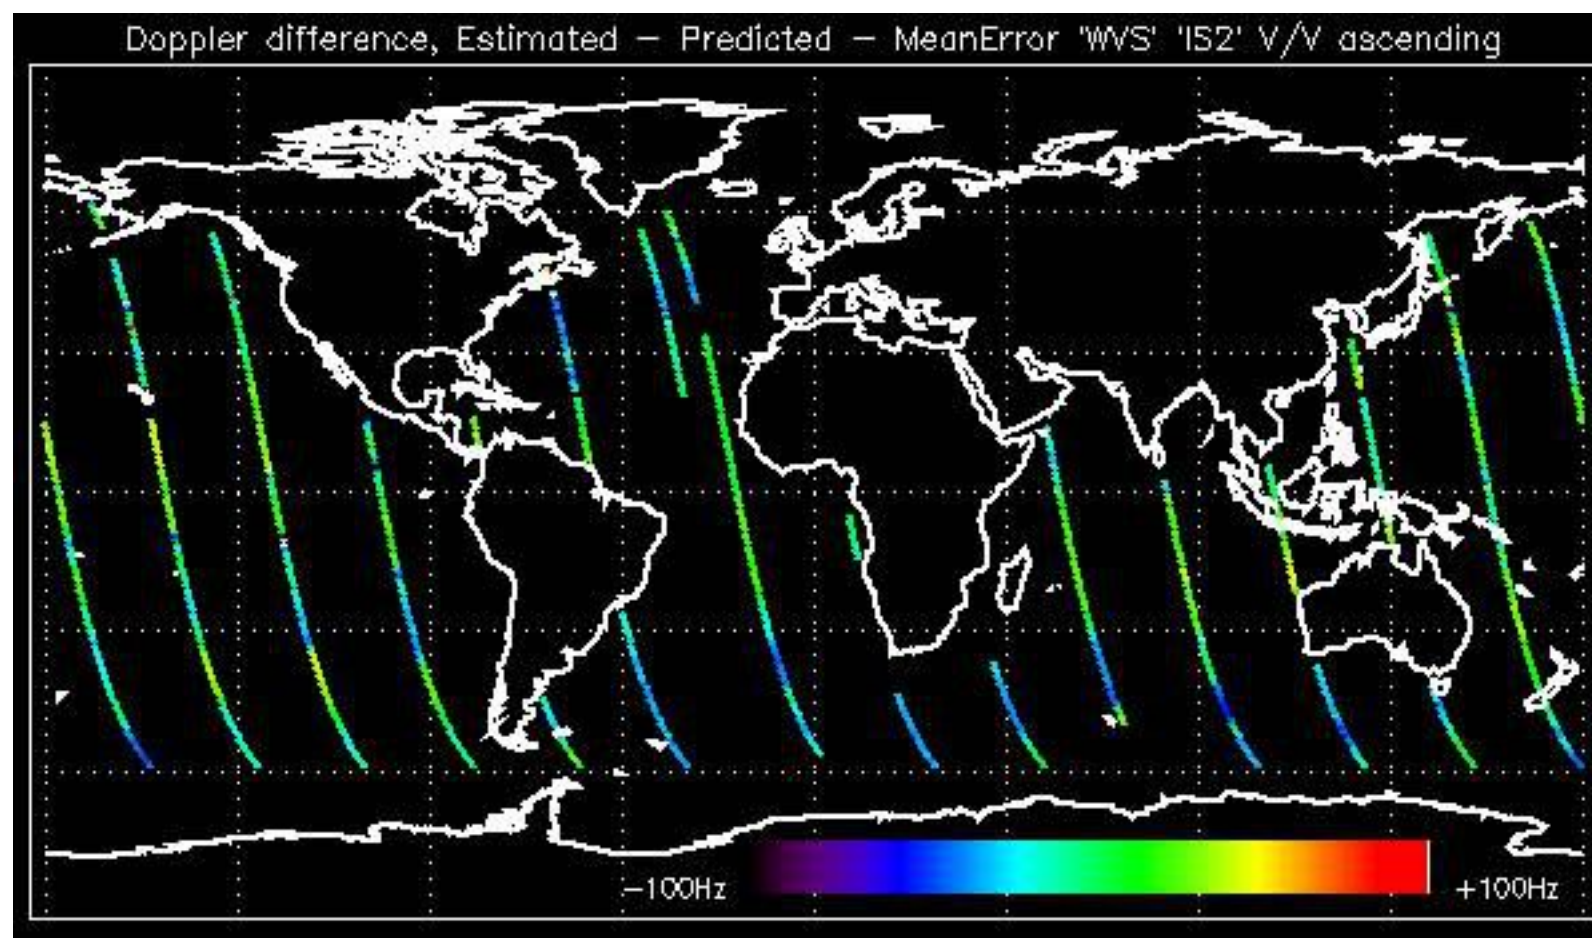 Doppler difference, Estimated − Predicted − MeanError 'WVS' 'IS2' V/V ascending
−100Hz +100Hz